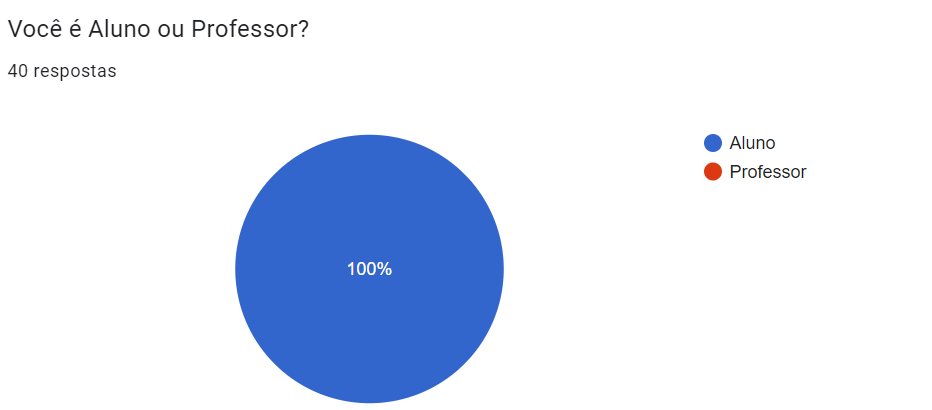 Você é Aluno ou Professor?
40 respostas
Aluno
Professor
100%